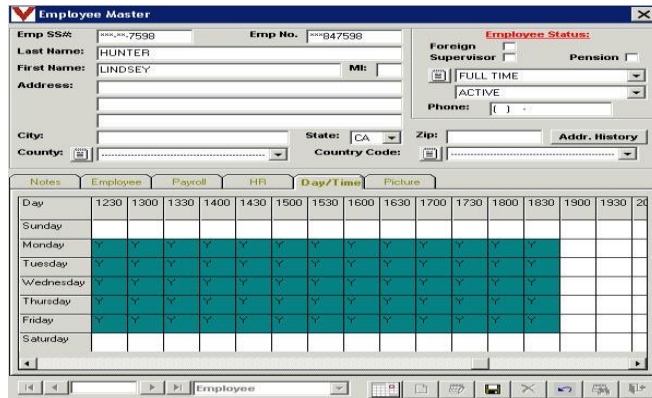 Employee Master
Emp SS#: ***-**-7598 Emp No. ***847598 Employee Status:
Last Name: HUNTER Foreign
Supervisor Pension
First Name: LINDSEY MI: FULL TIME
Address: ACTIVE
Phone: ( ) -
City: State: CA Zip: Addr. History
County: Country Code:
Notes Employee Payroll HR Day/Time Picture
Day 1230 1300 1330 1400 1430 1500 1530 1600 1630 1700 1730 1800 1830 1900 1930 20
Sunday
Monday Y Y Y Y Y Y Y Y Y Y Y Y Y
Tuesday Y Y Y Y Y Y Y Y Y Y Y Y Y
Wednesday Y Y Y Y Y Y Y Y Y Y Y Y Y
Thursday Y Y Y Y Y Y Y Y Y Y Y Y Y
Friday Y Y Y Y Y Y Y Y Y Y Y Y Y
Saturday
Employee